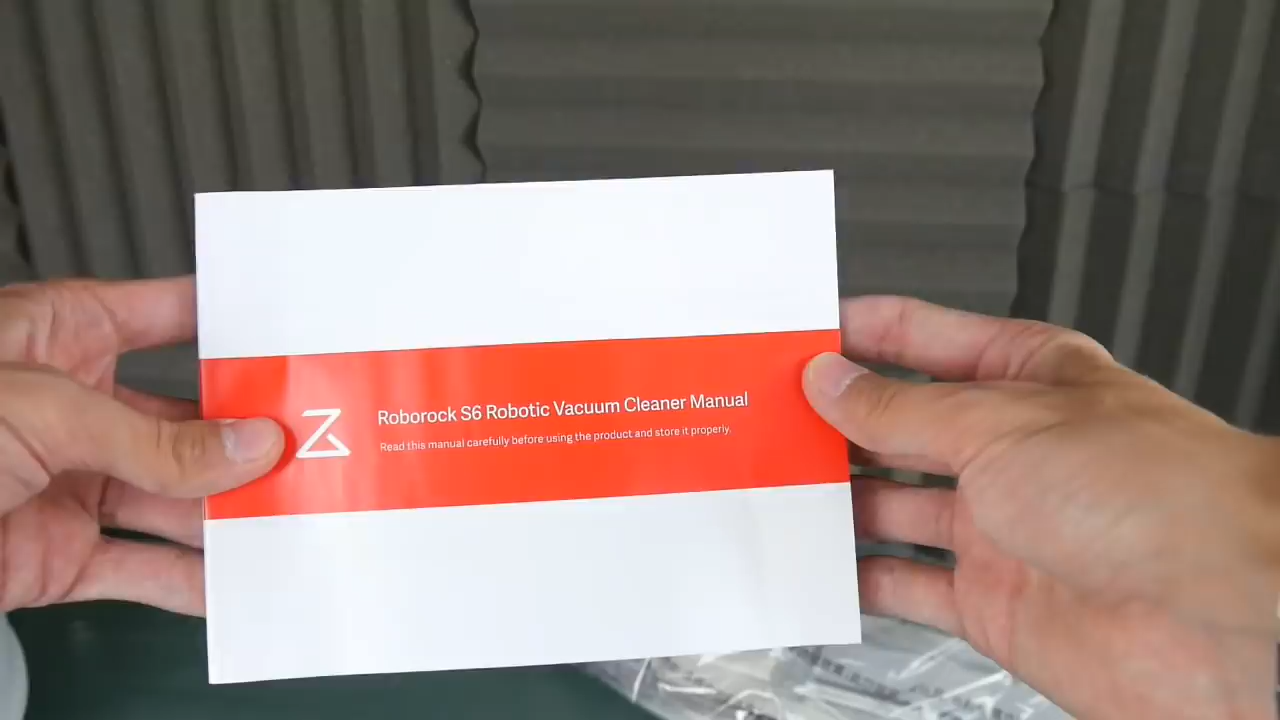 Roborock S6 Robotic Vacuum Cleaner Manual
Read this manual carefully before using the product and store it properly.